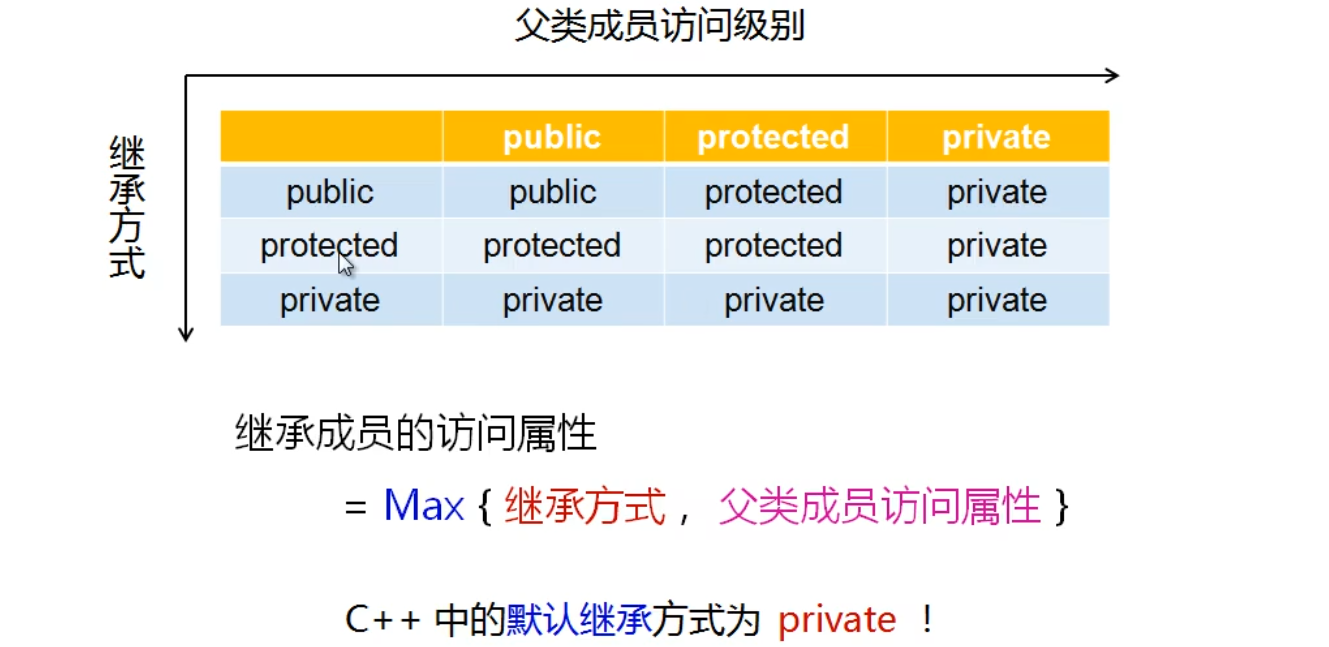 父类成员访问级别
继承方式
public protected private
public public protected private
protected protected protected private
private private private private
继承成员的访问属性
= Max { 继承方式 , 父类成员访问属性 }
C++ 中的默认继承方式为 private !